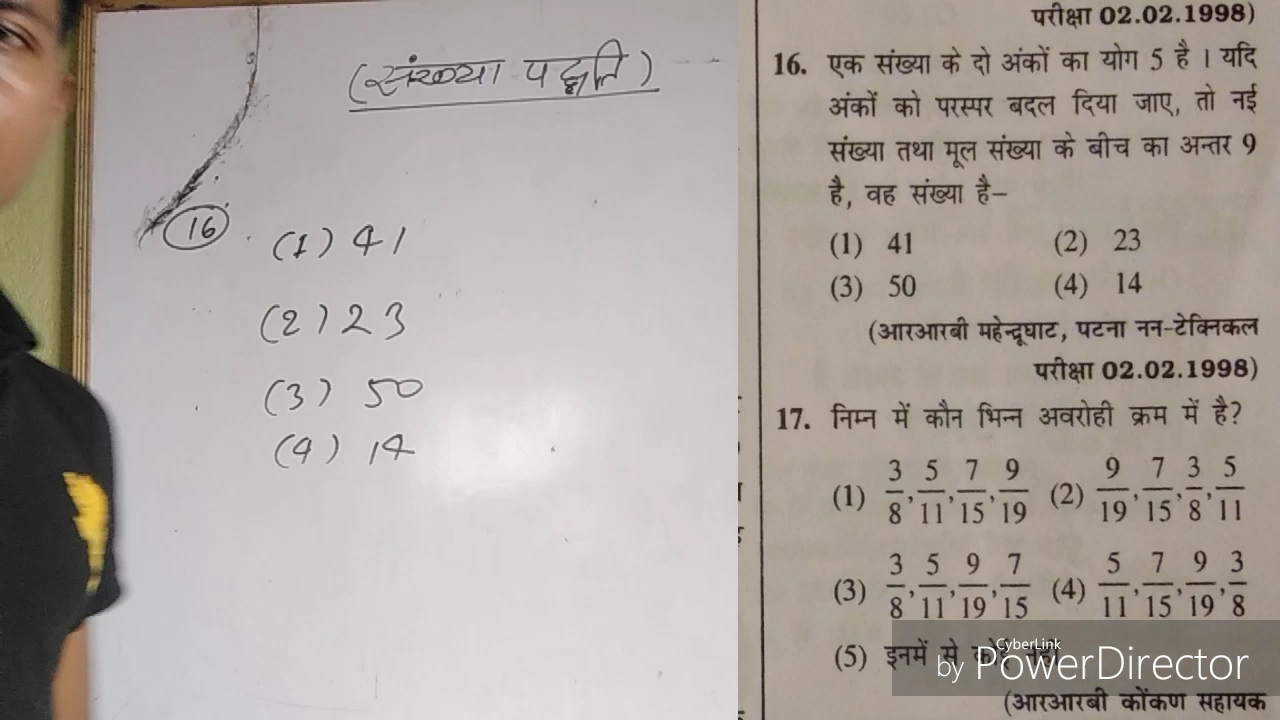 (संख्या पद्धति)
16
(1) 41
(2) 23
(3) 50
(4) 14
परीक्षा 02.02.1998)
16. एक संख्या के दो अंकों का योग 5 है । यदि
अंकों को परस्पर बदल दिया जाए, तो नई
संख्या तथा मूल संख्या के बीच का अन्तर 9
है, वह संख्या है–
(1) 41 (2) 23
(3) 50 (4) 14
(आरआरबी महेन्द्रूघाट, पटना नन-टेक्निकल
परीक्षा 02.02.1998)
17. निम्न में कौन भिन्न अवरोही क्रम में है?
(1) 3/8, 5/11, 7/15, 9/19 (2) 9/19, 7/15, 3/8, 5/11
(3) 3/8, 5/11, 9/19, 7/15 (4) 5/11, 7/15, 9/19, 3/8
(5) इनमें से कोई नहीं
(आरआरबी कोंकण सहायक
CyberLink
by PowerDirector